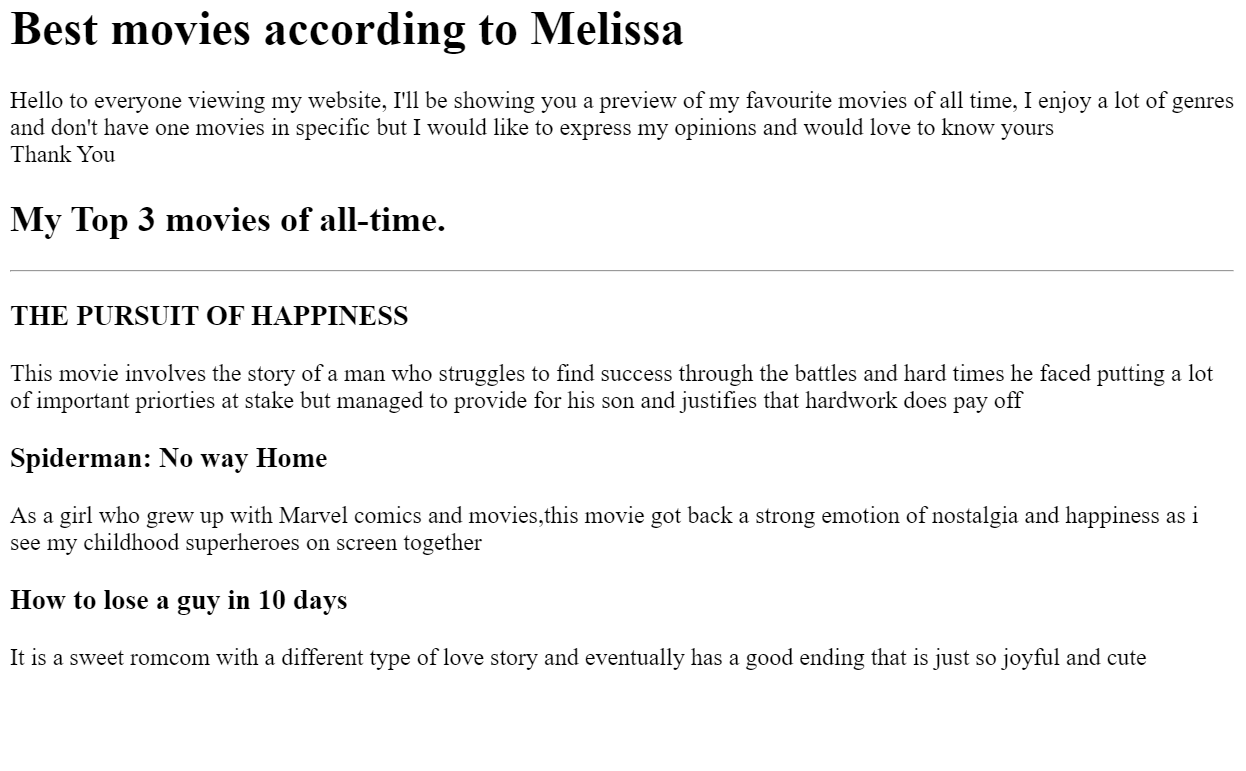 Best movies according to Melissa
Hello to everyone viewing my website, I'll be showing you a preview of my favourite movies of all time, I enjoy a lot of genres
and don't have one movies in specific but I would like to express my opinions and would love to know yours
Thank You
My Top 3 movies of all-time.
THE PURSUIT OF HAPPINESS
This movie involves the story of a man who struggles to find success through the battles and hard times he faced putting a lot
of important priorties at stake but managed to provide for his son and justifies that hardwork does pay off
Spiderman: No way Home
As a girl who grew up with Marvel comics and movies,this movie got back a strong emotion of nostalgia and happiness as i
see my childhood superheroes on screen together
How to lose a guy in 10 days
It is a sweet romcom with a different type of love story and eventually has a good ending that is just so joyful and cute